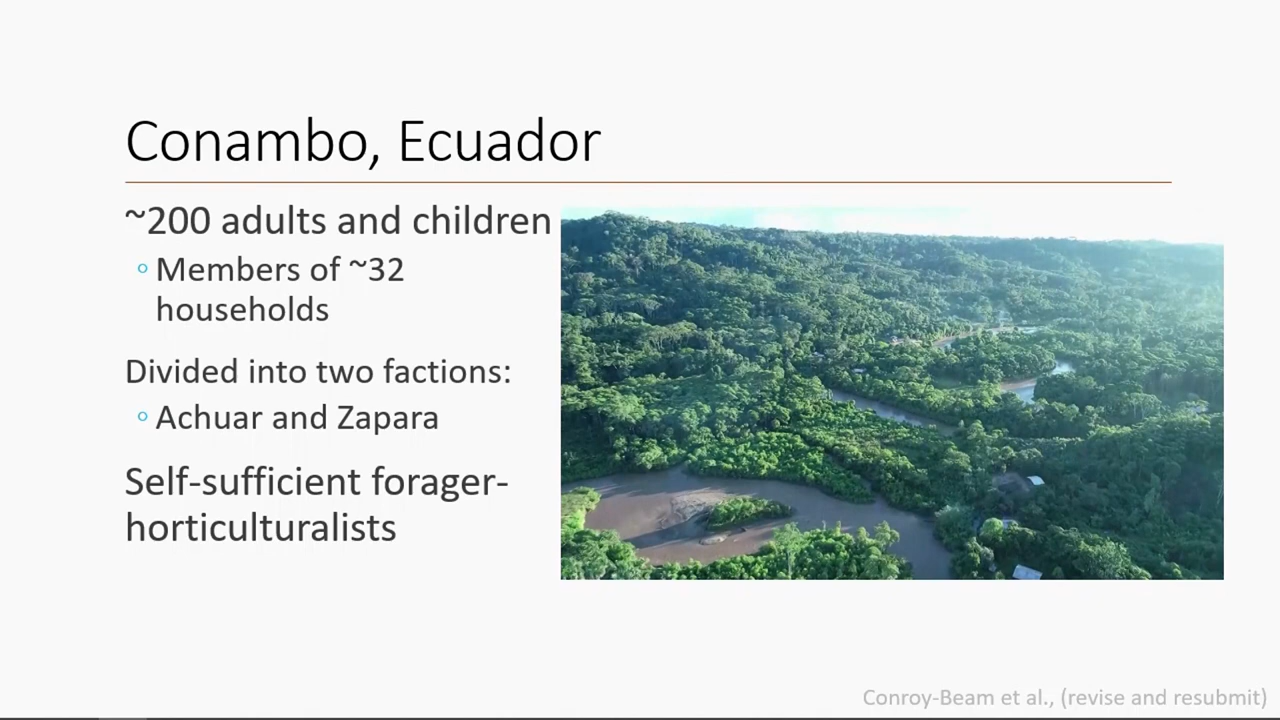 Conambo, Ecuador
~200 adults and children
Members of ~32
households
Divided into two factions:
Achuar and Zapara
Self-sufficient forager-
horticulturalists
Conroy-Beam et al., (revise and resubmit)